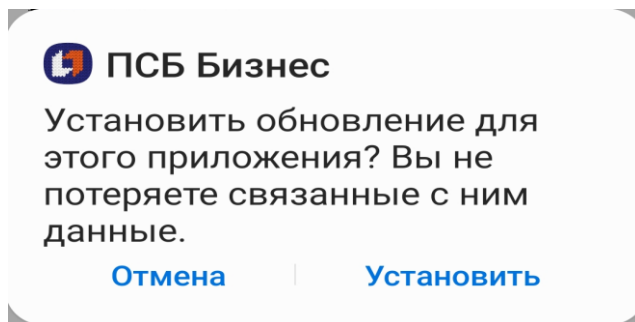 ПСБ Бизнес
Установить обновление для
этого приложения? Вы не
потеряете связанные с ним
данные.
Отмена
Установить